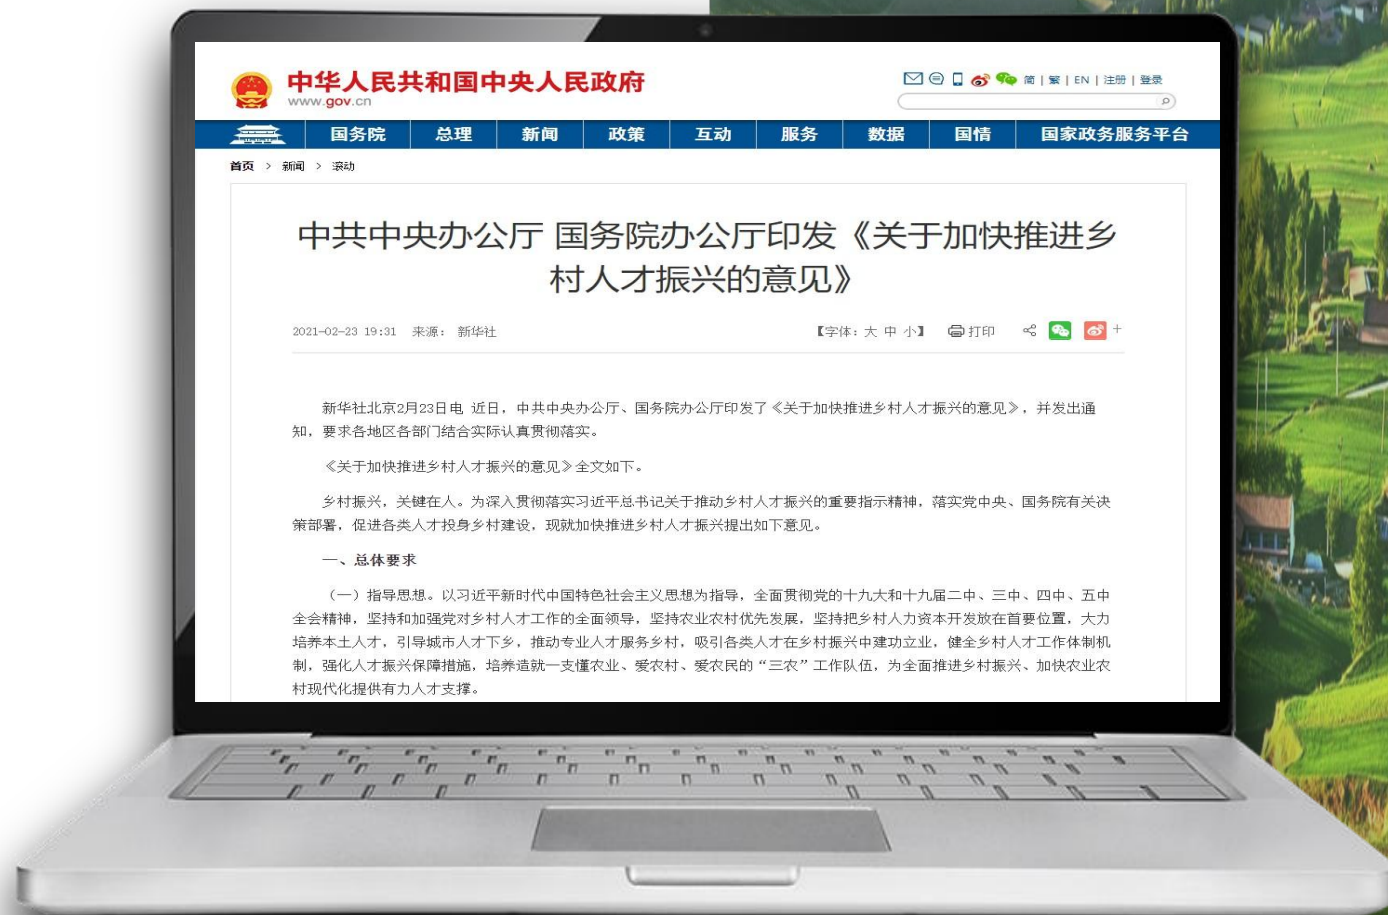 中华人民共和国中央人民政府
www.gov.cn
简 | 繁 | EN | 注册 | 登录
国务院 总理 新闻 政策 互动 服务 数据 国情 国家政务服务平台
首页 > 新闻 > 滚动
中共中央办公厅 国务院办公厅印发《关于加快推进乡
村人才振兴的意见》
2021-02-23 19:31 来源: 新华社 【字体: 大 中 小】 打印
新华社北京2月23日电 近日，中共中央办公厅、国务院办公厅印发了《关于加快推进乡村人才振兴的意见》，并发出通
知，要求各地区各部门结合实际认真贯彻落实。
《关于加快推进乡村人才振兴的意见》全文如下。
乡村振兴，关键在人。为深入贯彻落实习近平总书记关于推动乡村人才振兴的重要指示精神，落实党中央、国务院有关决
策部署，促进各类人才投身乡村建设，现就加快推进乡村人才振兴提出如下意见。
一、总体要求
（一）指导思想。以习近平新时代中国特色社会主义思想为指导，全面贯彻党的十九大和十九届二中、三中、四中、五中
全会精神，坚持和加强党对乡村人才工作的全面领导，坚持农业农村优先发展，坚持把乡村人力资本开发放在首要位置，大力
培养本土人才，引导城市人才下乡，推动专业人才服务乡村，吸引各类人才在乡村振兴中建功立业，健全乡村人才工作体制机
制，强化人才振兴保障措施，培养造就一支懂农业、爱农村、爱农民的“三农”工作队伍，为全面推进乡村振兴、加快农业农
村现代化提供有力人才支撑。